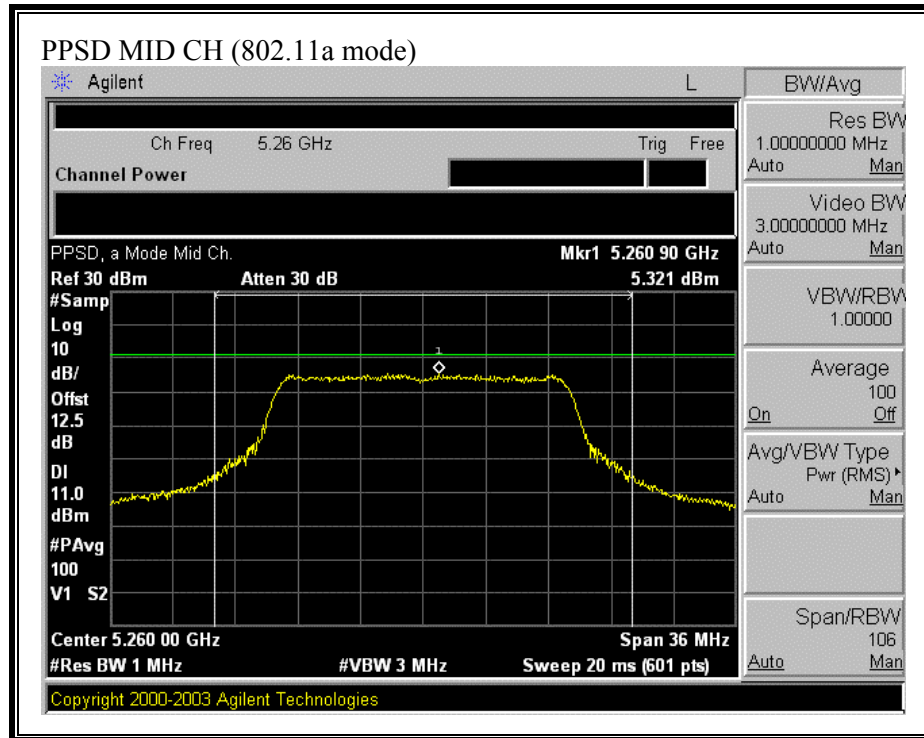 PPSD MID CH (802.11a mode)
Agilent L BW/Avg
Ch Freq 5.26 GHz Trig Free
Channel Power
Res BW
1.00000000 MHz
Auto Man
Video BW
3.00000000 MHz
Auto Man
VBW/RBW
1.00000
Average
100
On Off
Avg/VBW Type
Pwr (RMS)
Auto Man
Span/RBW
106
Auto Man
PPSD, a Mode Mid Ch. Mkr1 5.260 90 GHz
Ref 30 dBm Atten 30 dB 5.321 dBm
#Samp
Log
10
dB/
Offst
12.5
dB
DI
11.0
dBm
#PAvg
100
V1 S2
1
Center 5.260 00 GHz Span 36 MHz
#Res BW 1 MHz #VBW 3 MHz Sweep 20 ms (601 pts)
Copyright 2000-2003 Agilent Technologies